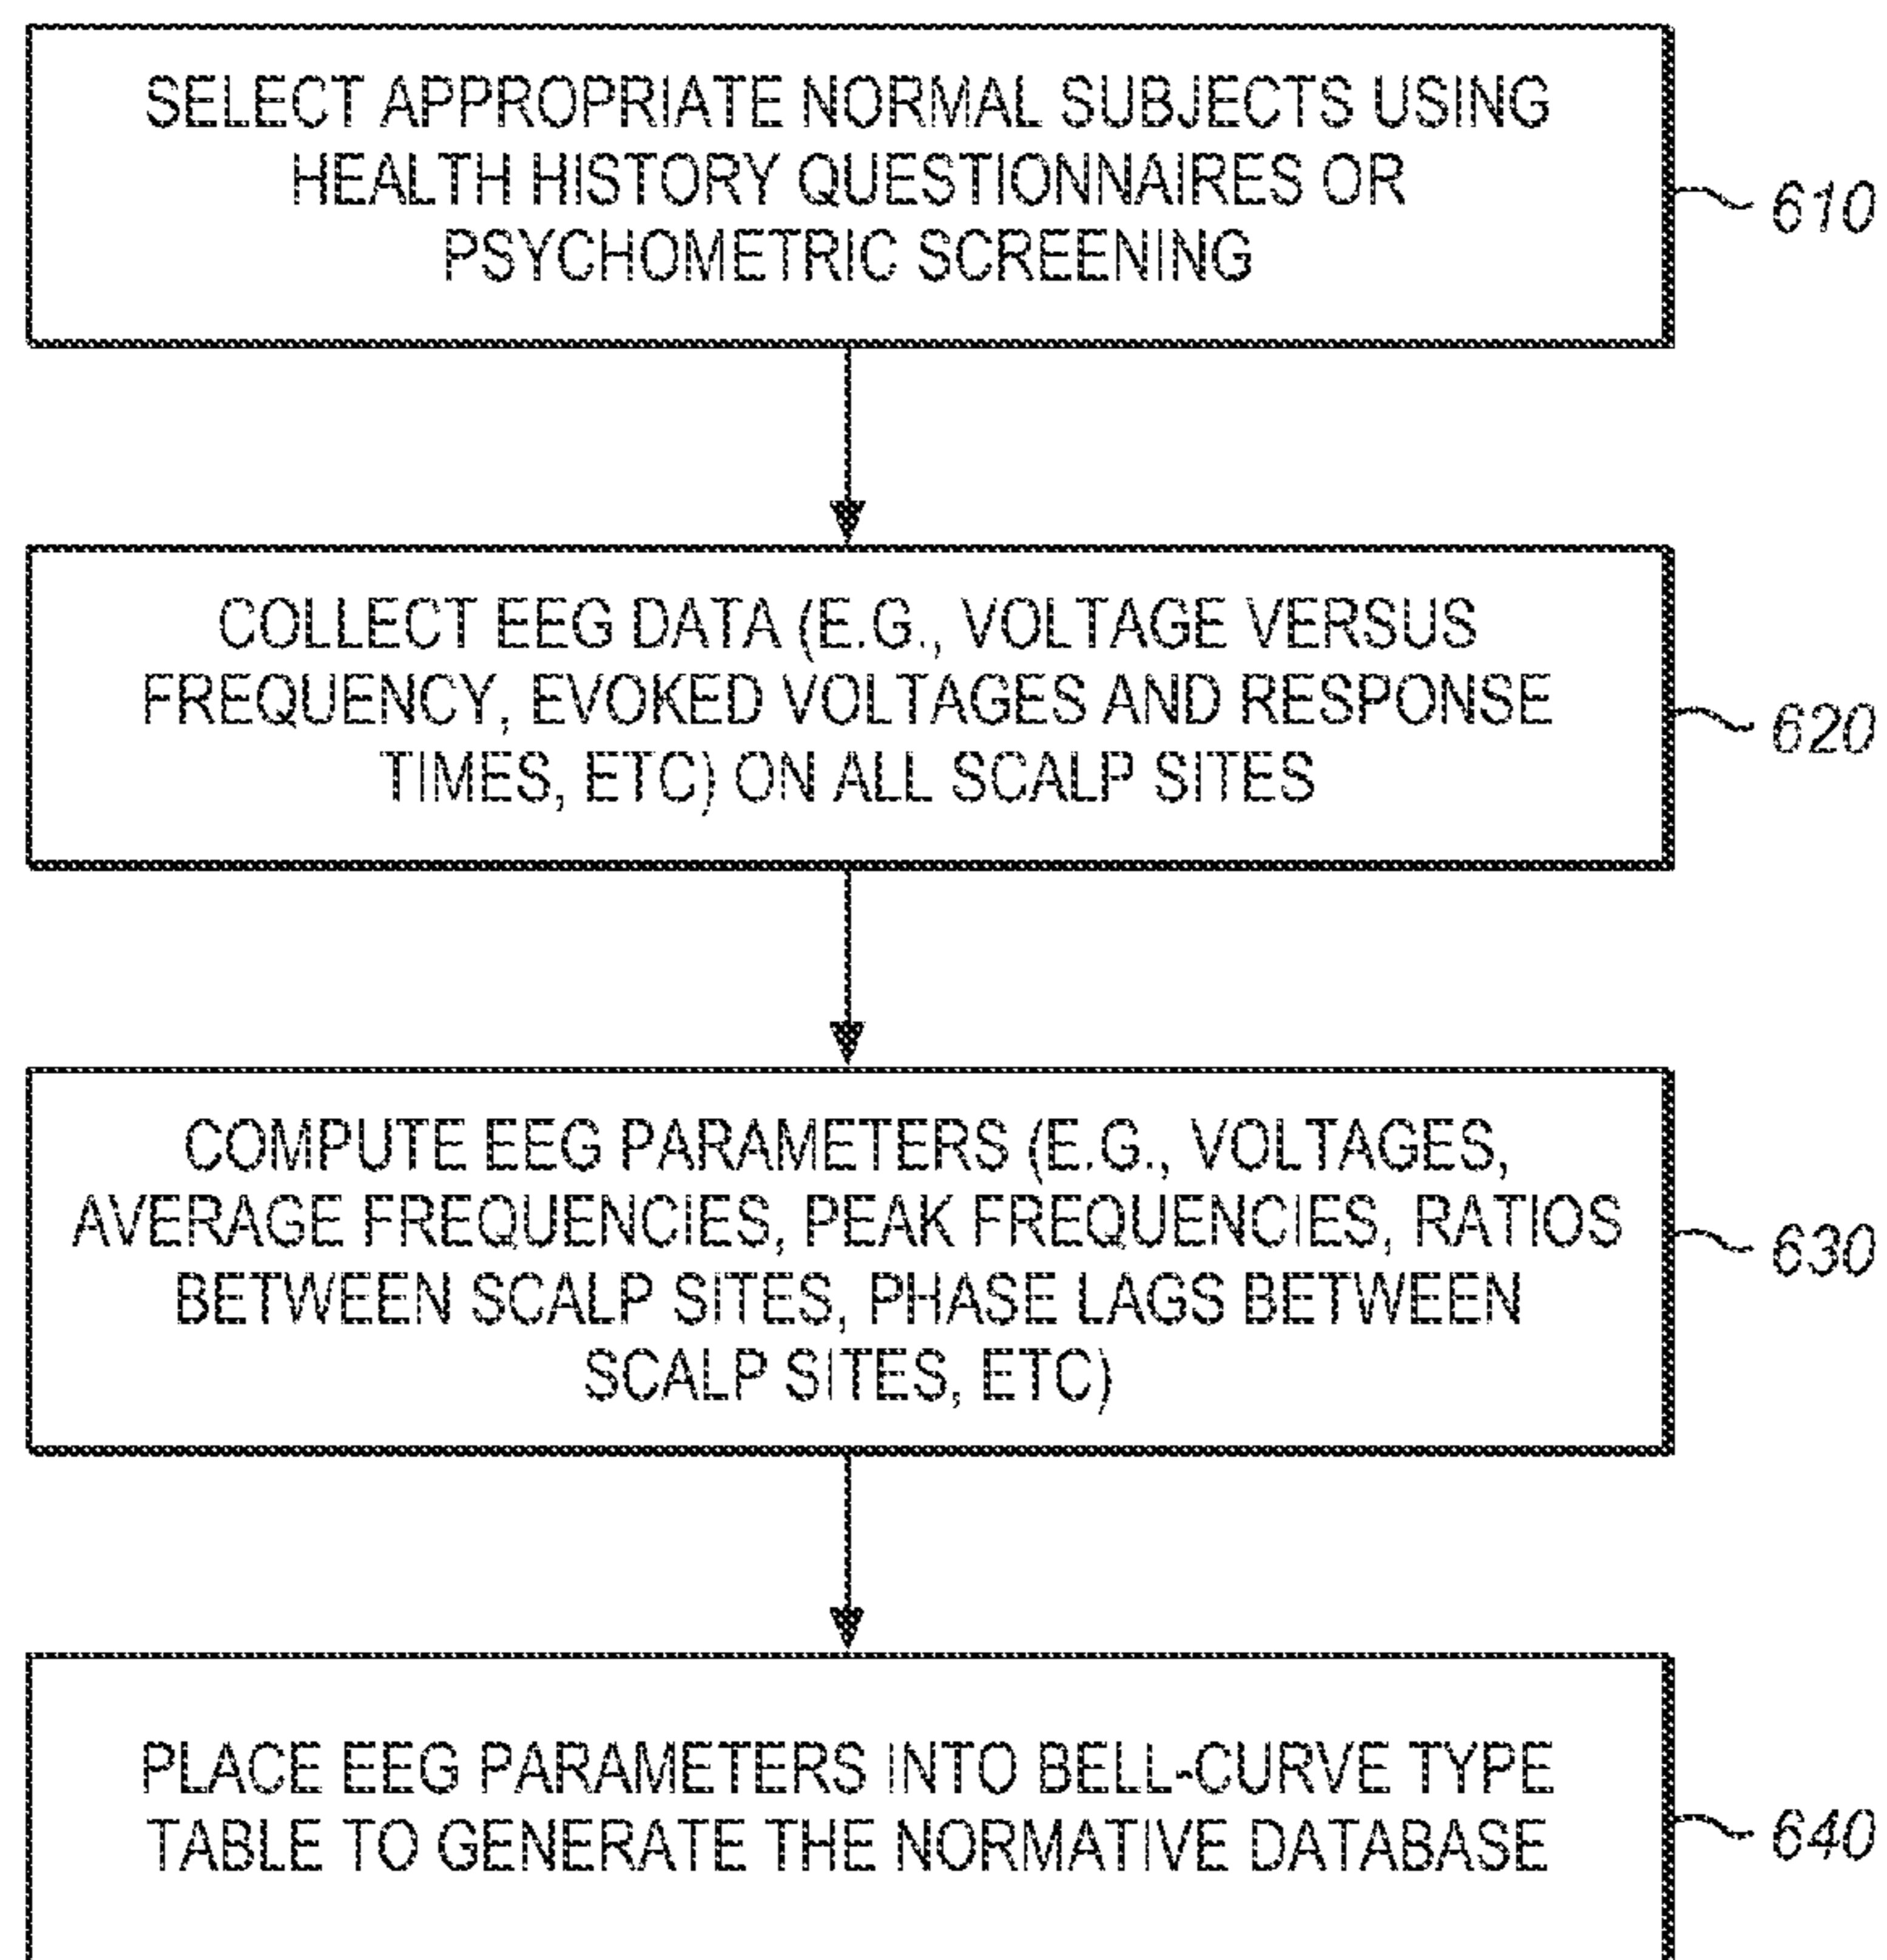 SELECT APPROPRIATE NORMAL SUBJECTS USING
HEALTH HISTORY QUESTIONNAIRES OR
PSYCHOMETRIC SCREENING
610
COLLECT EEG DATA (E.G., VOLTAGE VERSUS
FREQUENCY, EVOKED VOLTAGES AND RESPONSE
TIMES, ETC) ON ALL SCALP SITES
620
COMPUTE EEG PARAMETERS (E.G., VOLTAGES,
AVERAGE FREQUENCIES, PEAK FREQUENCIES, RATIOS
BETWEEN SCALP SITES, PHASE LAGS BETWEEN
SCALP SITES, ETC)
630
PLACE EEG PARAMETERS INTO BELL-CURVE TYPE
TABLE TO GENERATE THE NORMATIVE DATABASE
640